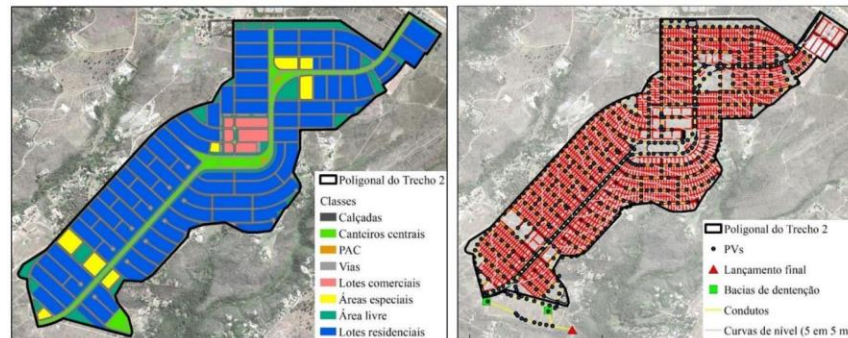 Poligonal do Trecho 2
Classes
Calçadas
Canteiros centrais
PAC
Vias
Lotes comerciais
Áreas especiais
Área livre
Lotes residenciais
Poligonal do Trecho 2
PVs
Lançamento final
Bacias de dentenção
Condutos
Curvas de nível (5 em 5 m)